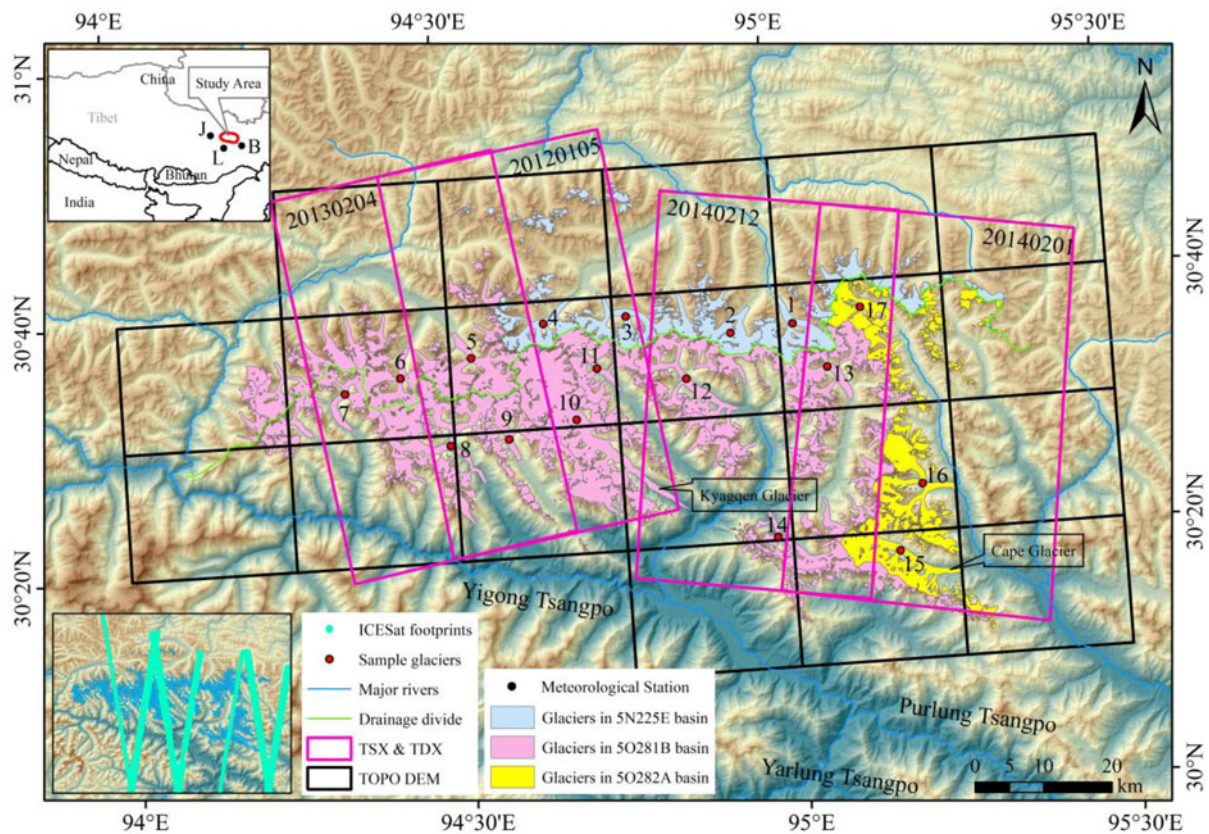 94°E
94°30'E
95°E
95°30'E
31°N
30°40'N
30°20'N
30°40'N
30°20'N
30°N
China
Study Area
Tibet
J
L
B
Nepal
Bhutan
India
N
20130204
20120105
20140212
20140201
1
2
3
4
5
6
7
8
9
10
11
12
13
14
15
16
17
Kyagqen Glacier
Cape Glacier
Yigong Tsangpo
Purlung Tsangpo
Yarlung Tsangpo
ICESat footprints
Sample glaciers
Major rivers
Drainage divide
TSX & TDX
TOPO DEM
Meteorological Station
Glaciers in 5N225E basin
Glaciers in 5O281B basin
Glaciers in 5O282A basin
0 5 10 20
km
94°E
94°30'E
95°E
95°30'E